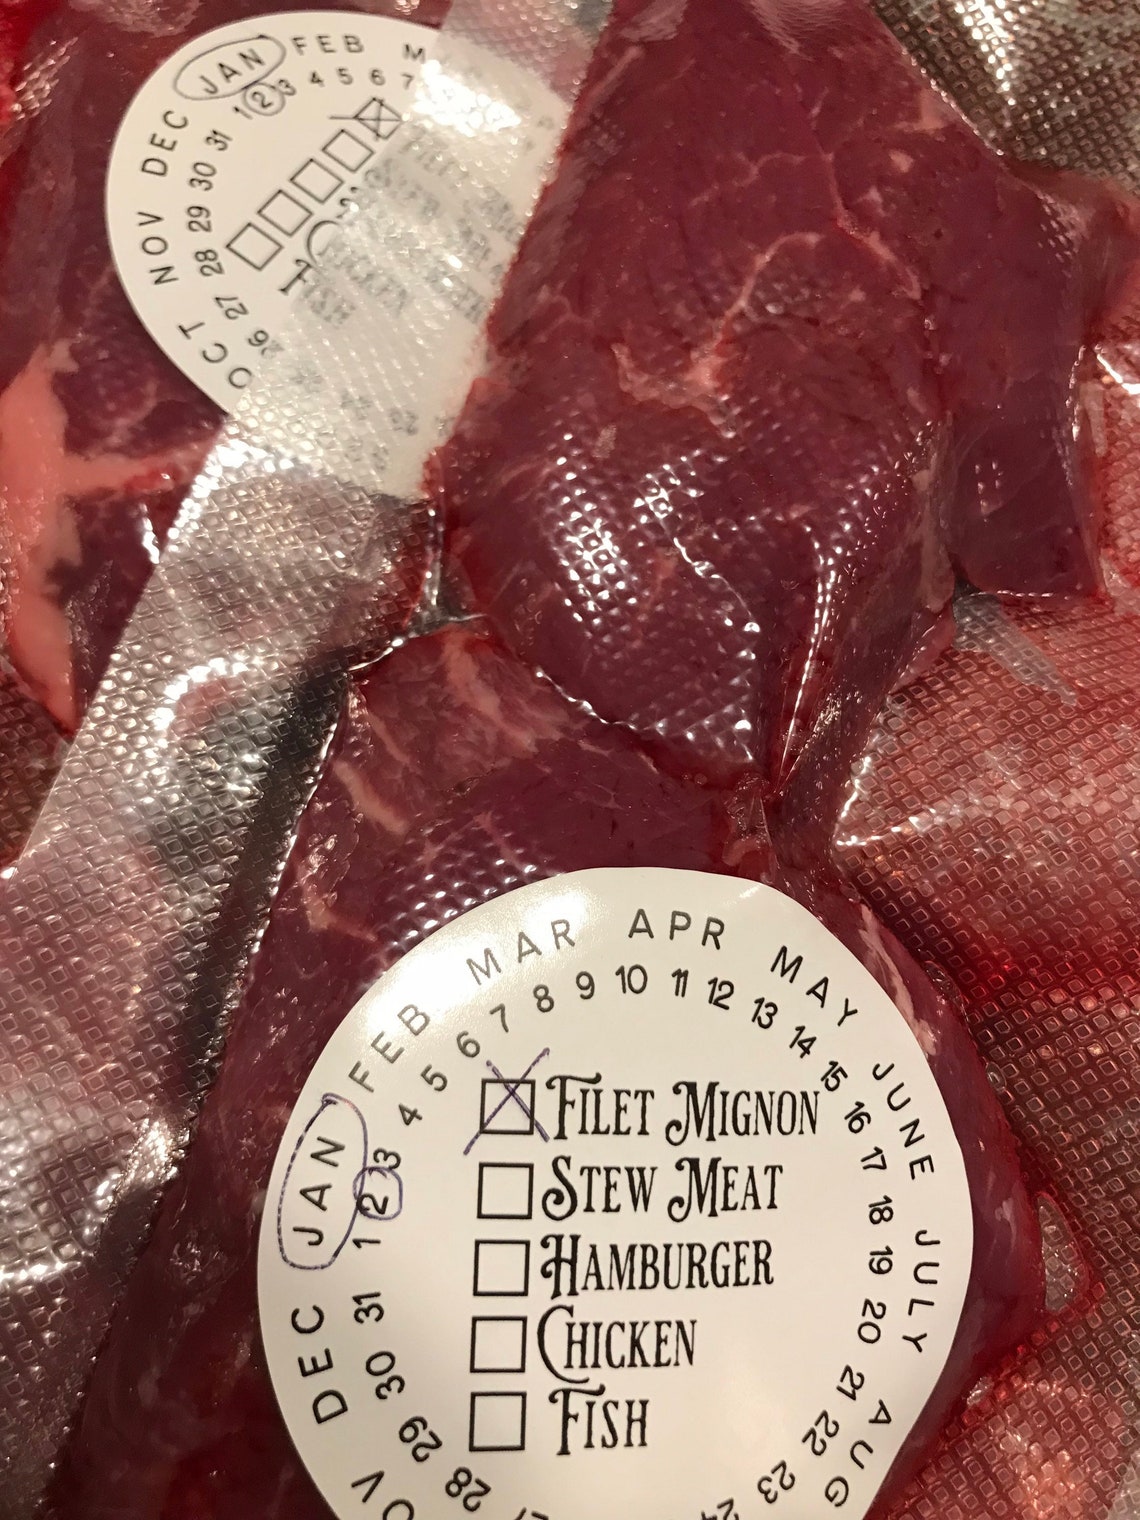 NOV DEC JAN FEB
OCT
26 27 28 29 30 31 1 2 3 4 5 6 7
FISH
DEC JAN FEB MAR APR MAY JUNE JULY AUG
28 29 30 31 1 2 3 4 5 6 7 8 9 10 11 12 13 14 15 16 17 18 19 20 21 22 23
FILET MIGNON
STEW MEAT
HAMBURGER
CHICKEN
FISH